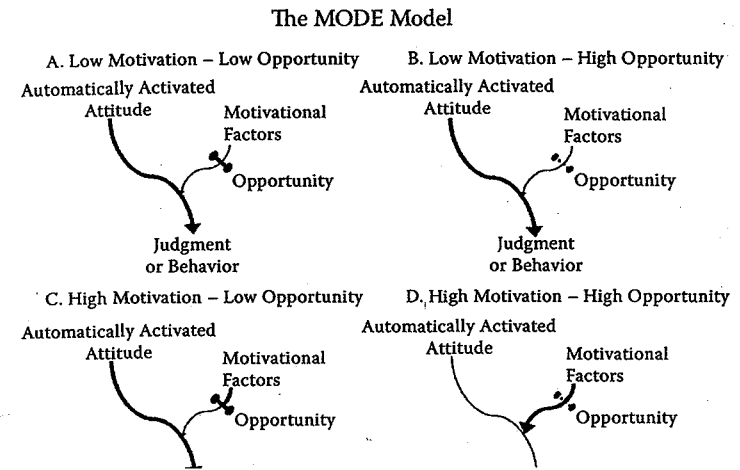 The MODE Model
A. Low Motivation – Low Opportunity
Automatically Activated
Attitude
Motivational
Factors
Opportunity
Judgment
or Behavior
B. Low Motivation – High Opportunity
Automatically Activated
Attitude
Motivational
Factors
Opportunity
Judgment
or Behavior
C. High Motivation – Low Opportunity
Automatically Activated
Attitude
Motivational
Factors
Opportunity
D. High Motivation – High Opportunity
Automatically Activated
Attitude
Motivational
Factors
Opportunity